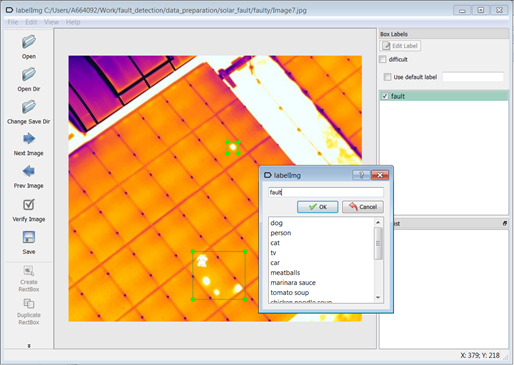 labelImg C:/Users/A664092/Work/fault_detection/data_preparation/solar_fault/faulty/Image7.jpg
File Edit View Help
Open
Open Dir
Change Save Dir
Next Image
Prev Image
Verify Image
Save
Create
RectBox
Duplicate
RectBox
Box Labels
Edit Label
difficult
Use default label
fault
labelImg
fault
OK
Cancel
dog
person
cat
tv
car
meatballs
marinara sauce
tomato soup
chicken noodle soup
X: 379; Y: 218